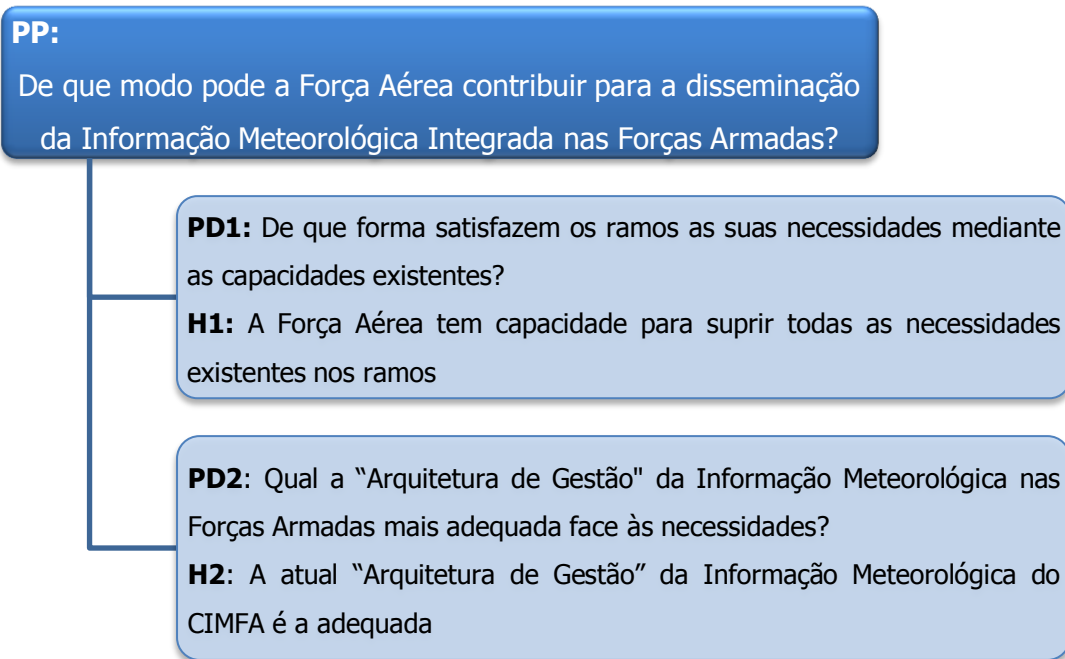 PP:
De que modo pode a Força Aérea contribuir para a disseminação
da Informação Meteorológica Integrada nas Forças Armadas?
PD1: De que forma satisfazem os ramos as suas necessidades mediante
as capacidades existentes?
H1: A Força Aérea tem capacidade para suprir todas as necessidades
existentes nos ramos
PD2: Qual a “Arquitetura de Gestão" da Informação Meteorológica nas
Forças Armadas mais adequada face às necessidades?
H2: A atual “Arquitetura de Gestão” da Informação Meteorológica do
CIMFA é a adequada